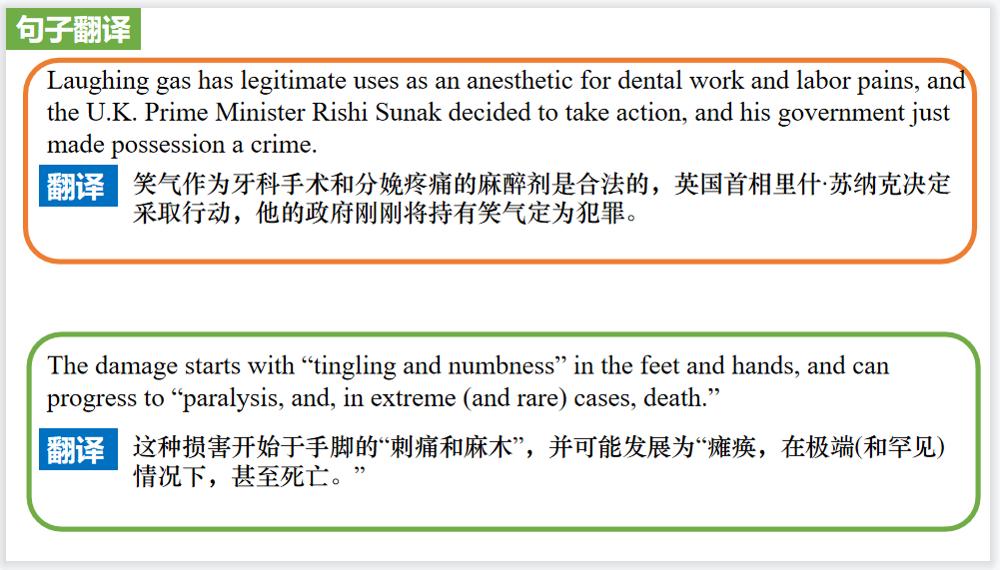 句子翻译
Laughing gas has legitimate uses as an anesthetic for dental work and labor pains, and
the U.K. Prime Minister Rishi Sunak decided to take action, and his government just
made possession a crime.
翻译
笑气作为牙科手术和分娩疼痛的麻醉剂是合法的，英国首相里什·苏纳克决定
采取行动，他的政府刚刚将持有笑气定为犯罪。
The damage starts with “tingling and numbness” in the feet and hands, and can
progress to “paralysis, and, in extreme (and rare) cases, death.”
翻译
这种损害开始于手脚的“刺痛和麻木”，并可能发展为“瘫痪，在极端(和罕见)
情况下，甚至死亡。”